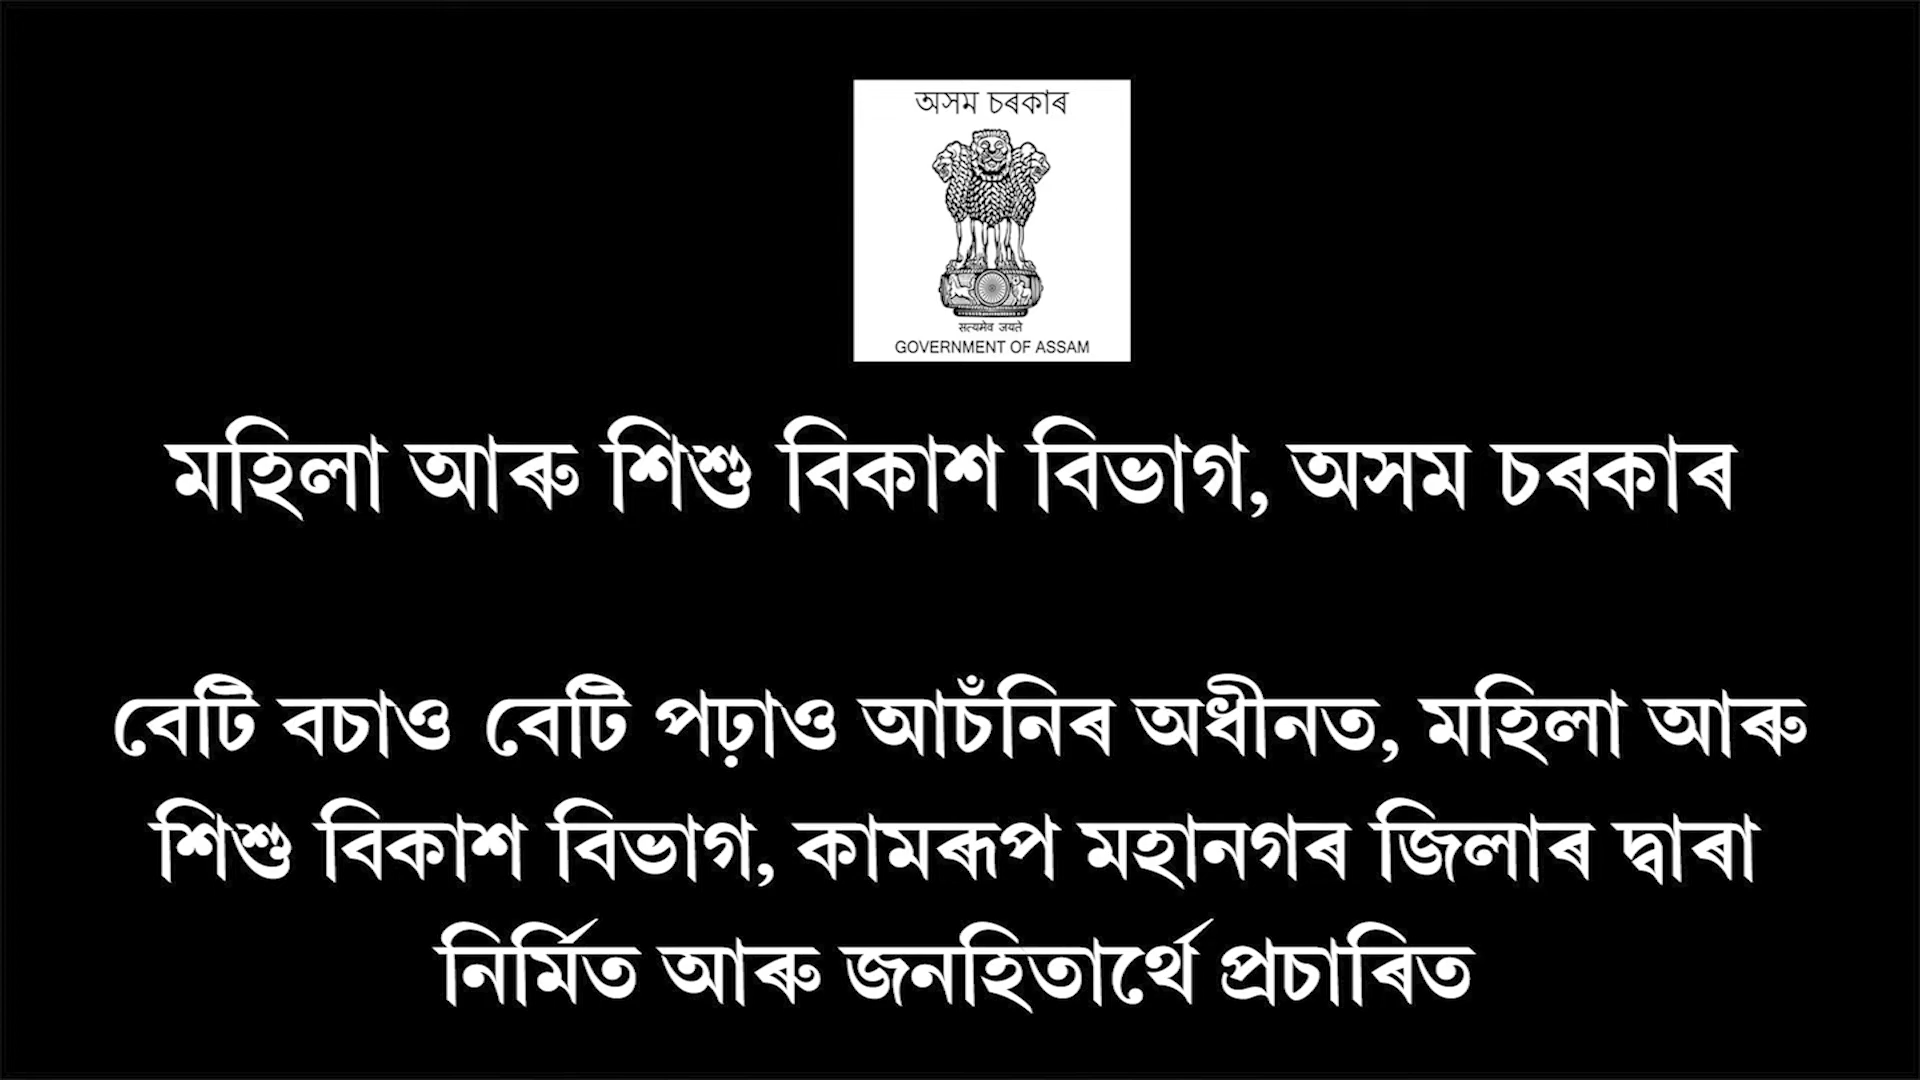 অসম চৰকাৰ
सत्यमेव जयते
GOVERNMENT OF ASSAM
মহিলা আৰু শিশু বিকাশ বিভাগ, অসম চৰকাৰ
বেটি বচাও বেটি পঢ়াও আচঁনিৰ অধীনত, মহিলা আৰু
শিশু বিকাশ বিভাগ, কামৰূপ মহানগৰ জিলাৰ দ্বাৰা
নিৰ্মিত আৰু জনহিতাৰ্থে প্ৰচাৰিত